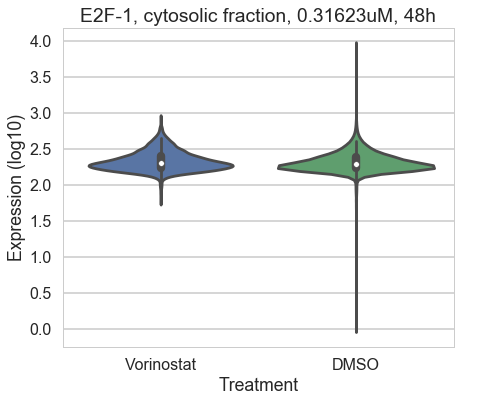 E2F-1, cytosolic fraction, 0.31623uM, 48h
4.0
3.5
3.0
2.5
2.0
1.5
1.0
0.5
0.0
Expression (log10)
Vorinostat DMSO
Treatment